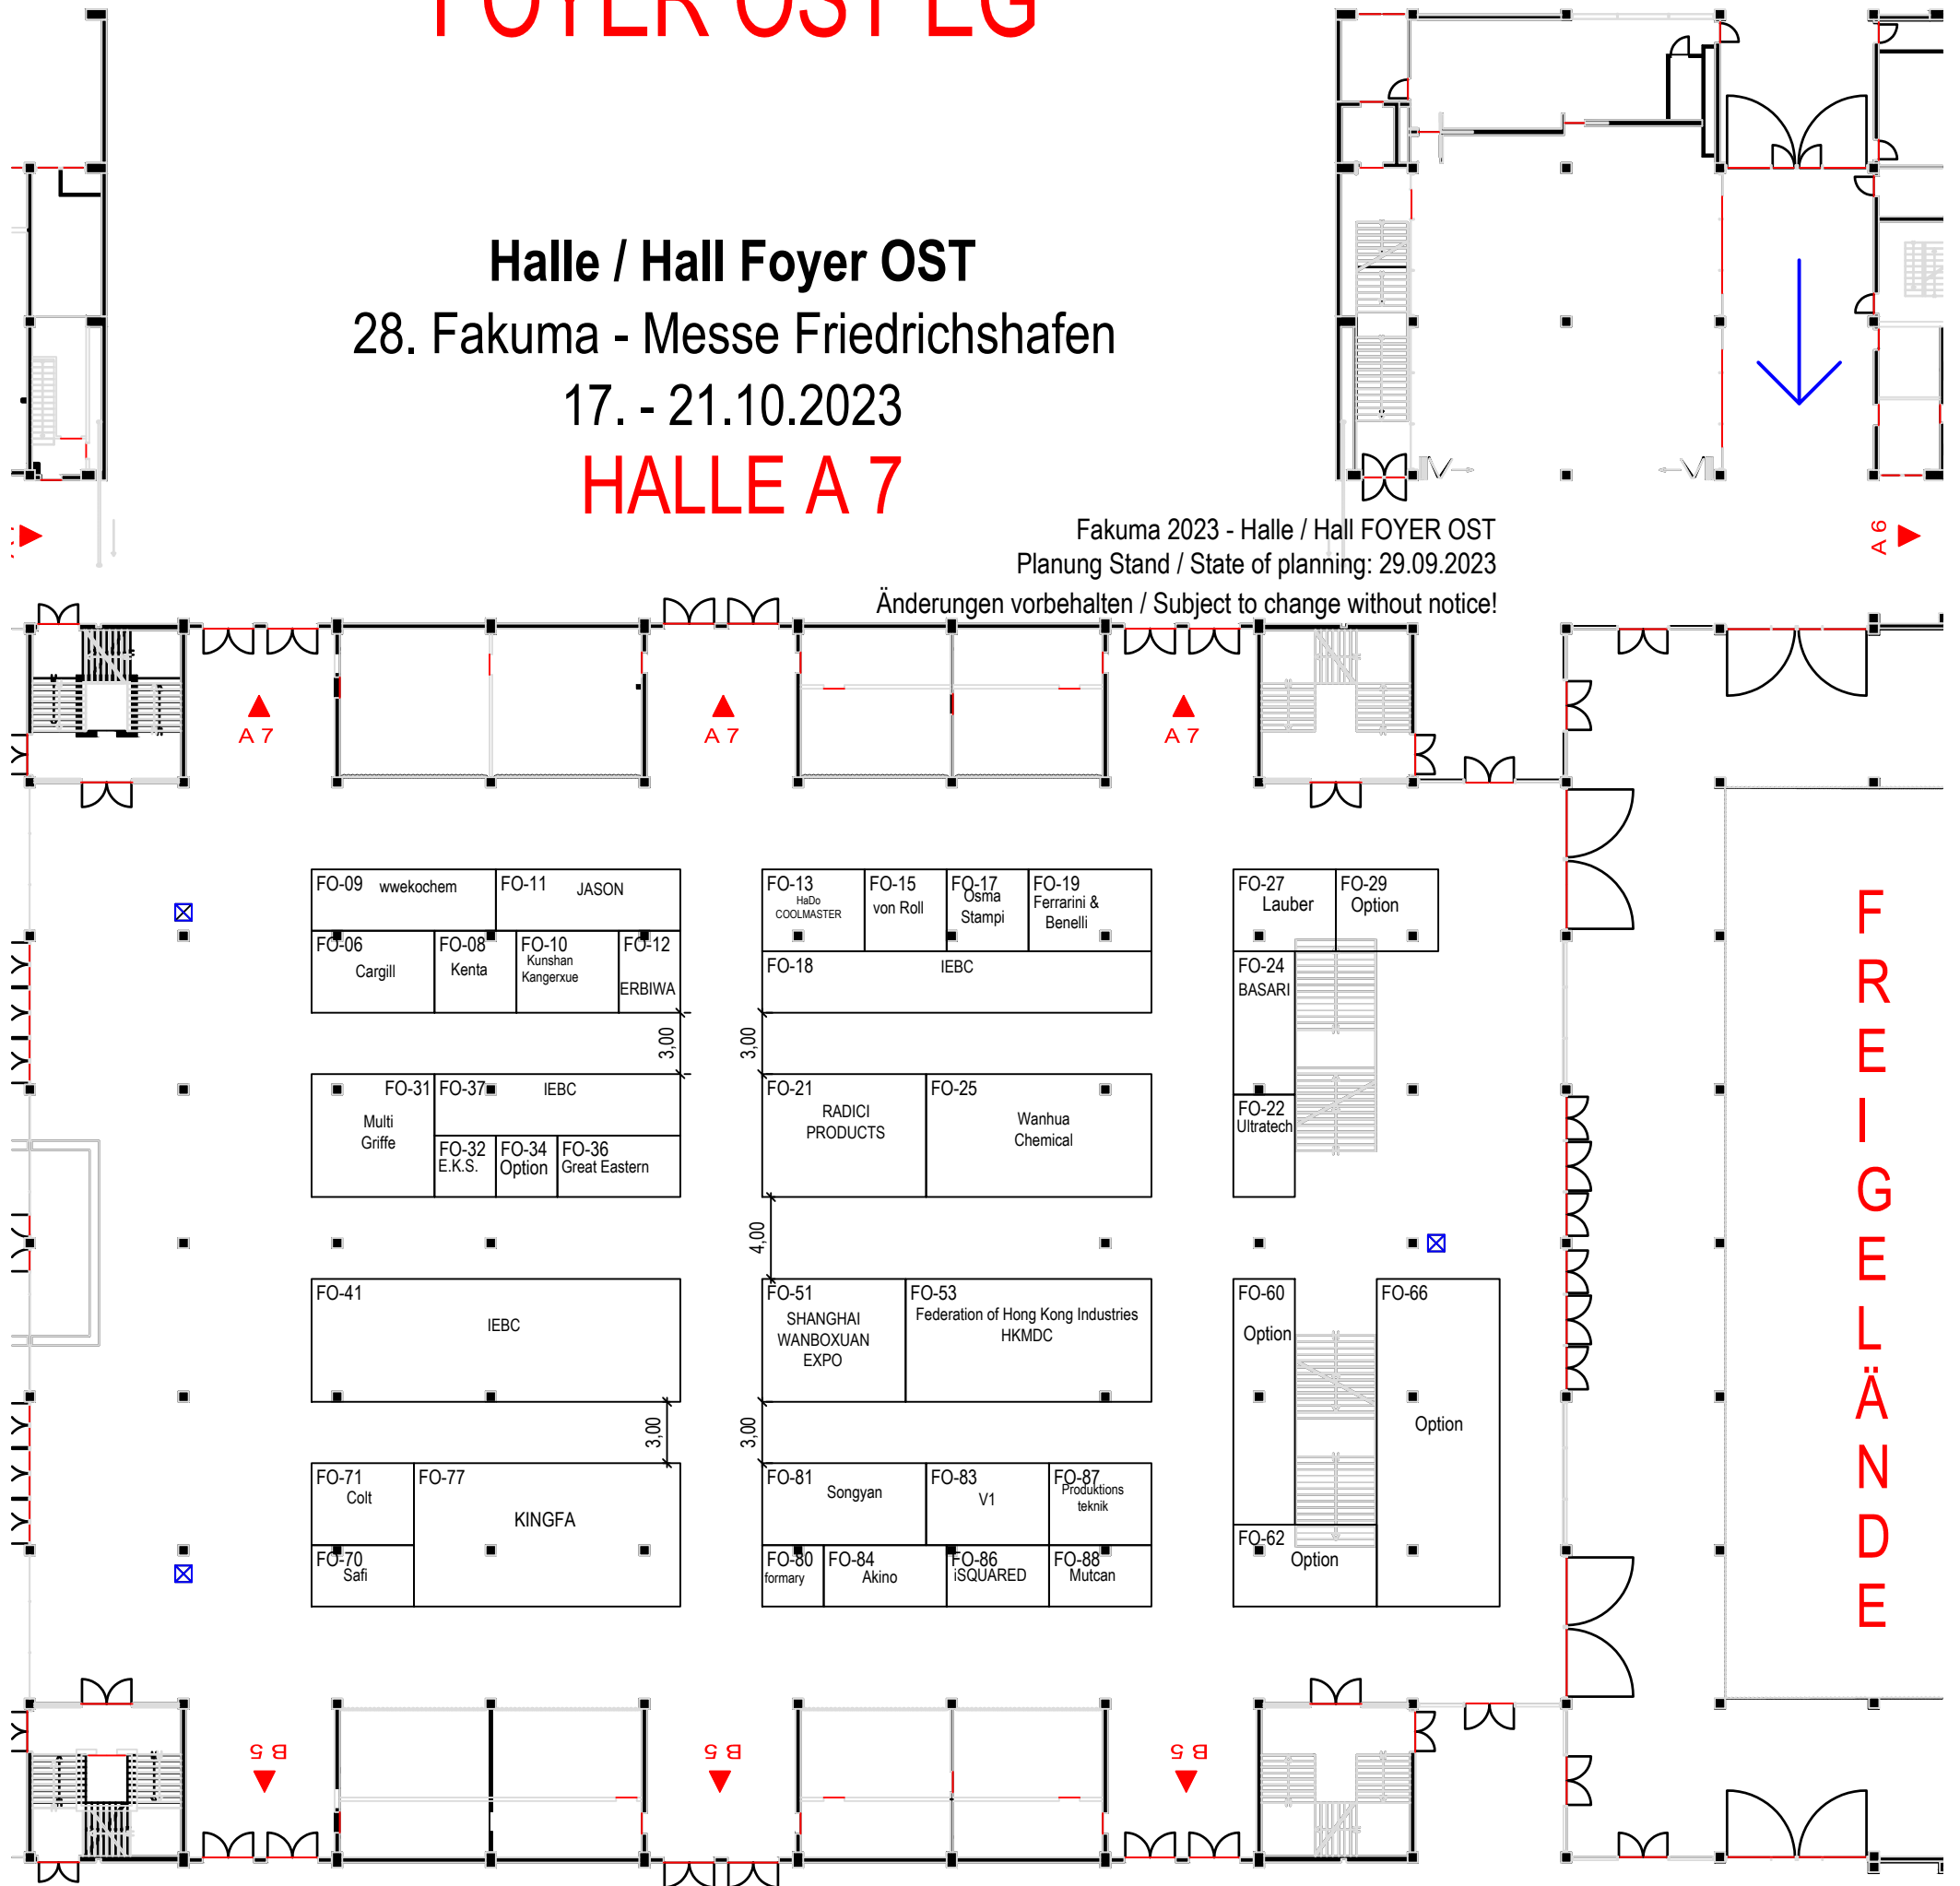 FOYER OST EG
Halle / Hall Foyer OST
28. Fakuma - Messe Friedrichshafen
17. - 21.10.2023
HALLE A 7
Fakuma 2023 - Halle / Hall FOYER OST
Planung Stand / State of planning: 29.09.2023
Änderungen vorbehalten / Subject to change without notice!
A 6
A 7
A 7
A 7
FO-09 wwekochem
FO-11 JASON
FO-13
HaDo
COOLMASTER
FO-15
von Roll
FO-17
Osma
Stampi
FO-19
Ferrarini &
Benelli
FO-27
Lauber
FO-29
Option
FO-06
Cargill
FO-08
Kenta
FO-10
Kunshan
Kangerxue
FO-12
ERBIWA
FO-18 IEBC
FO-24
BASARI
3,00
3,00
FO-31
Multi
Griffe
FO-37 IEBC
FO-32
E.K.S.
FO-34
Option
FO-36
Great Eastern
FO-21
RADICI
PRODUCTS
FO-25
Wanhua
Chemical
FO-22
Ultratech
4,00
FO-41
IEBC
FO-51
SHANGHAI
WANBOXUAN
EXPO
FO-53
Federation of Hong Kong Industries
HKMDC
FO-60
Option
FO-66
Option
3,00
3,00
FO-71
Colt
FO-77
KINGFA
FO-70
Safi
FO-81
Songyan
FO-83
V1
FO-87
Produktions
teknik
FO-80
formary
FO-84
Akino
FO-86
iSQUARED
FO-88
Mutcan
FO-62
Option
FREIGELÄNDE
B 5
B 5
B 5